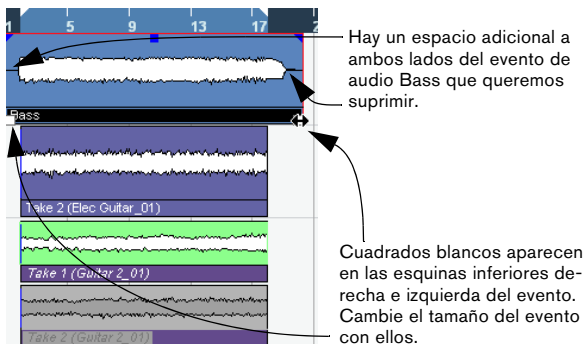 1 5 9 13 17 2
Hay un espacio adicional a
ambos lados del evento de
audio Bass que queremos
suprimir.
Bass
Take 2 (Elec Guitar_01)
Take 1 (Guitar 2_01)
Take 2 (Guitar 2_01)
Cuadrados blancos aparecen
en las esquinas inferiores de-
recha e izquierda del evento.
Cambie el tamaño del evento
con ellos.